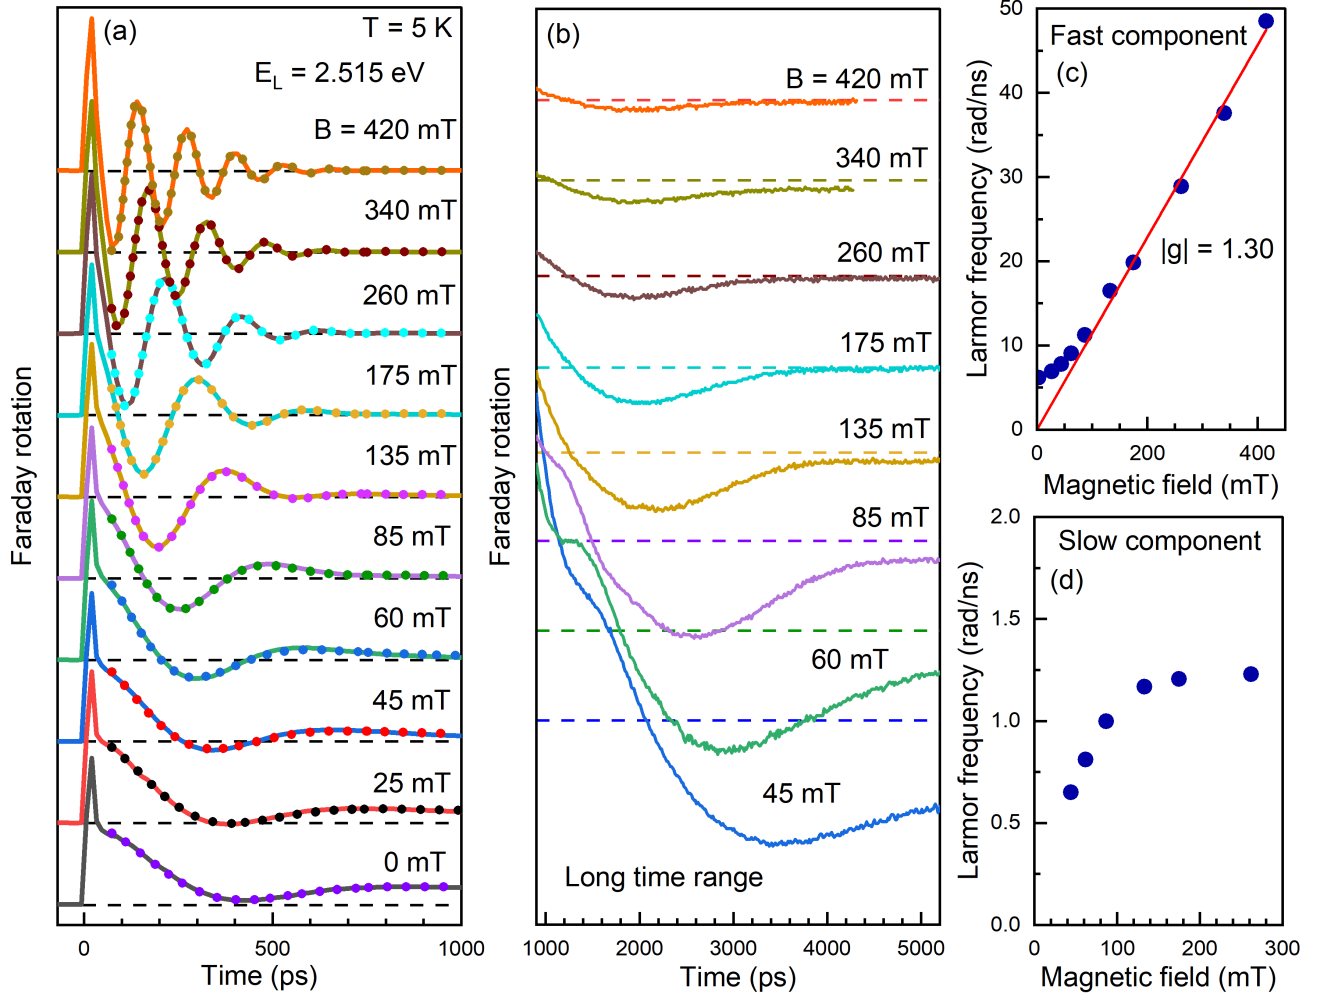 (a)
T = 5 K
E_L = 2.515 eV
B = 420 mT
340 mT
260 mT
175 mT
135 mT
85 mT
60 mT
45 mT
25 mT
0 mT
Faraday rotation
0
500
1000
Time (ps)
(b)
B = 420 mT
340 mT
260 mT
175 mT
135 mT
85 mT
60 mT
45 mT
Long time range
Faraday rotation
1000
2000
3000
4000
5000
Time (ps)
Fast component
(c)
|g| = 1.30
Larmor frequency (rad/ns)
50
40
30
20
10
0
0
200
400
Magnetic field (mT)
Slow component
(d)
Larmor frequency (rad/ns)
2.0
1.5
1.0
0.5
0.0
0
100
200
300
Magnetic field (mT)